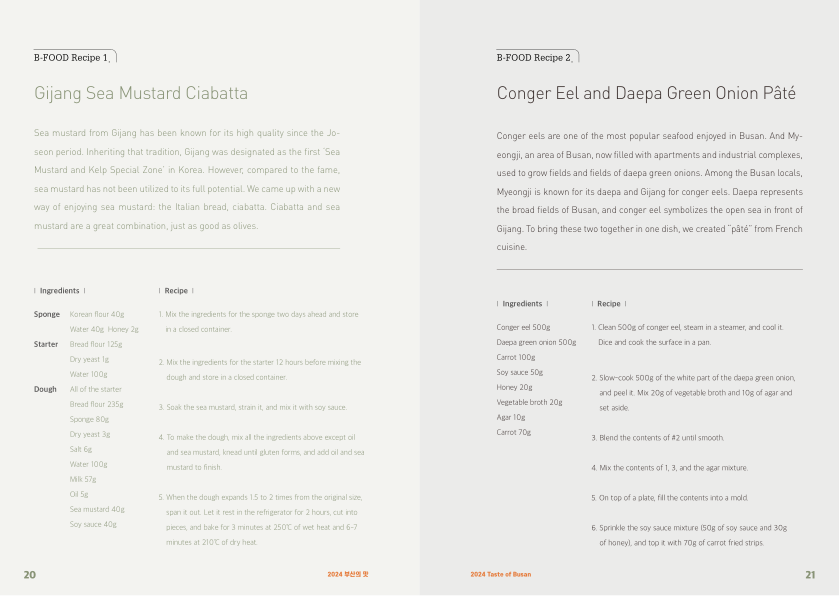 B-FOOD Recipe 1.
Gijang Sea Mustard Ciabatta
Sea mustard from Gijang has been known for its high quality since the Jo-
seon period. Inheriting that tradition, Gijang was designated as the first 'Sea
Mustard and Kelp Special Zone' in Korea. However, compared to the fame,
sea mustard has not been utilized to its full potential. We came up with a new
way of enjoying sea mustard: the Italian bread, ciabatta. Ciabatta and sea
mustard are a great combination, just as good as olives.
| Ingredients |
Sponge Korean flour 40g
Water 40g Honey 2g
Starter Bread flour 125g
Dry yeast 1g
Water 100g
Dough All of the starter
Bread flour 235g
Sponge 80g
Dry yeast 3g
Salt 6g
Water 100g
Milk 57g
Oil 5g
Sea mustard 40g
Soy sauce 40g
| Recipe |
1. Mix the ingredients for the sponge two days ahead and store
in a closed container.
2. Mix the ingredients for the starter 12 hours before mixing the
dough and store in a closed container.
3. Soak the sea mustard, strain it, and mix it with soy sauce.
4. To make the dough, mix all the ingredients above except oil
and sea mustard, knead until gluten forms, and add oil and sea
mustard to finish.
5. When the dough expands 1.5 to 2 times from the original size,
span it out. Let it rest in the refrigerator for 2 hours, cut into
pieces, and bake for 3 minutes at 250℃ of wet heat and 6-7
minutes at 210℃ of dry heat.
20
2024 부산의 맛
B-FOOD Recipe 2.
Conger Eel and Daepa Green Onion Pâté
Conger eels are one of the most popular seafood enjoyed in Busan. And My-
eongji, an area of Busan, now filled with apartments and industrial complexes,
used to grow fields and fields of daepa green onions. Among the Busan locals,
Myeongji is known for its daepa and Gijang for conger eels. Daepa represents
the broad fields of Busan, and conger eel symbolizes the open sea in front of
Gijang. To bring these two together in one dish, we created "pâté" from French
cuisine.
| Ingredients |
Conger eel 500g
Daepa green onion 500g
Carrot 100g
Soy sauce 50g
Honey 20g
Vegetable broth 20g
Agar 10g
Carrot 70g
| Recipe |
1. Clean 500g of conger eel, steam in a steamer, and cool it.
Dice and cook the surface in a pan.
2. Slow-cook 500g of the white part of the daepa green onion,
and peel it. Mix 20g of vegetable broth and 10g of agar and
set aside.
3. Blend the contents of #2 until smooth.
4. Mix the contents of 1, 3, and the agar mixture.
5. On top of a plate, fill the contents into a mold.
6. Sprinkle the soy sauce mixture (50g of soy sauce and 30g
of honey), and top it with 70g of carrot fried strips.
2024 Taste of Busan
21